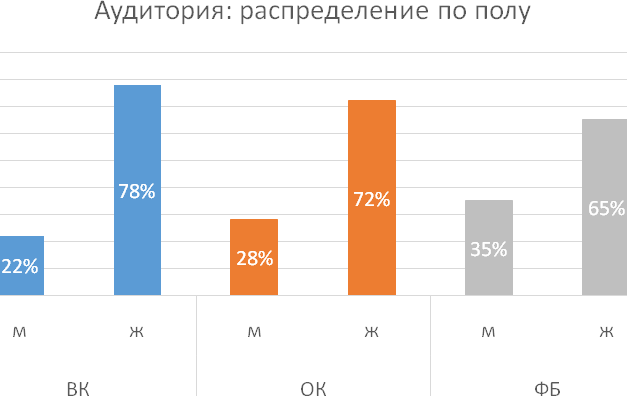 Аудитория: распределение по полу
78%
72%
65%
35%
28%
22%
м ж м ж м ж
ВК ОК ФБ